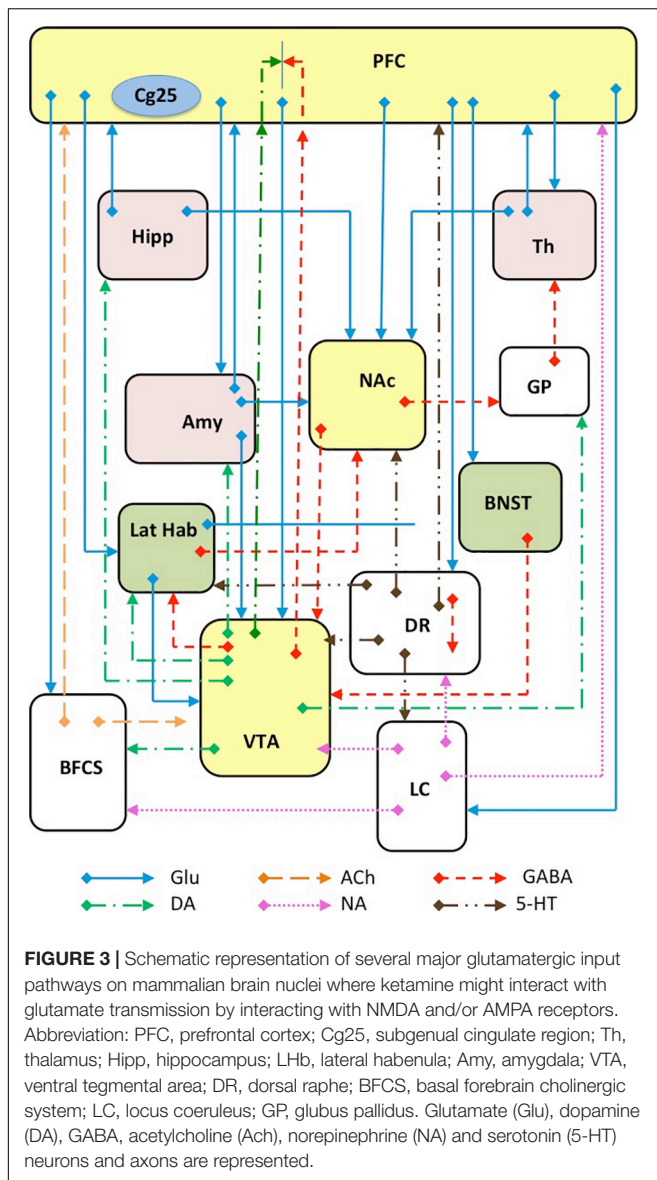 PFC
Cg25
Hipp
Th
NAc
GP
Amy
BNST
Lat Hab
DR
VTA
BFCS
LC
Glu
ACh
GABA
DA
NA
5-HT
FIGURE 3 | Schematic representation of several major glutamatergic input
pathways on mammalian brain nuclei where ketamine might interact with
glutamate transmission by interacting with NMDA and/or AMPA receptors.
Abbreviation: PFC, prefrontal cortex; Cg25, subgenual cingulate region; Th,
thalamus; Hipp, hippocampus; LHb, lateral habenula; Amy, amygdala; VTA,
ventral tegmental area; DR, dorsal raphe; BFCS, basal forebrain cholinergic
system; LC, locus coeruleus; GP, globus pallidus. Glutamate (Glu), dopamine
(DA), GABA, acetylcholine (Ach), norepinephrine (NA) and serotonin (5-HT)
neurons and axons are represented.